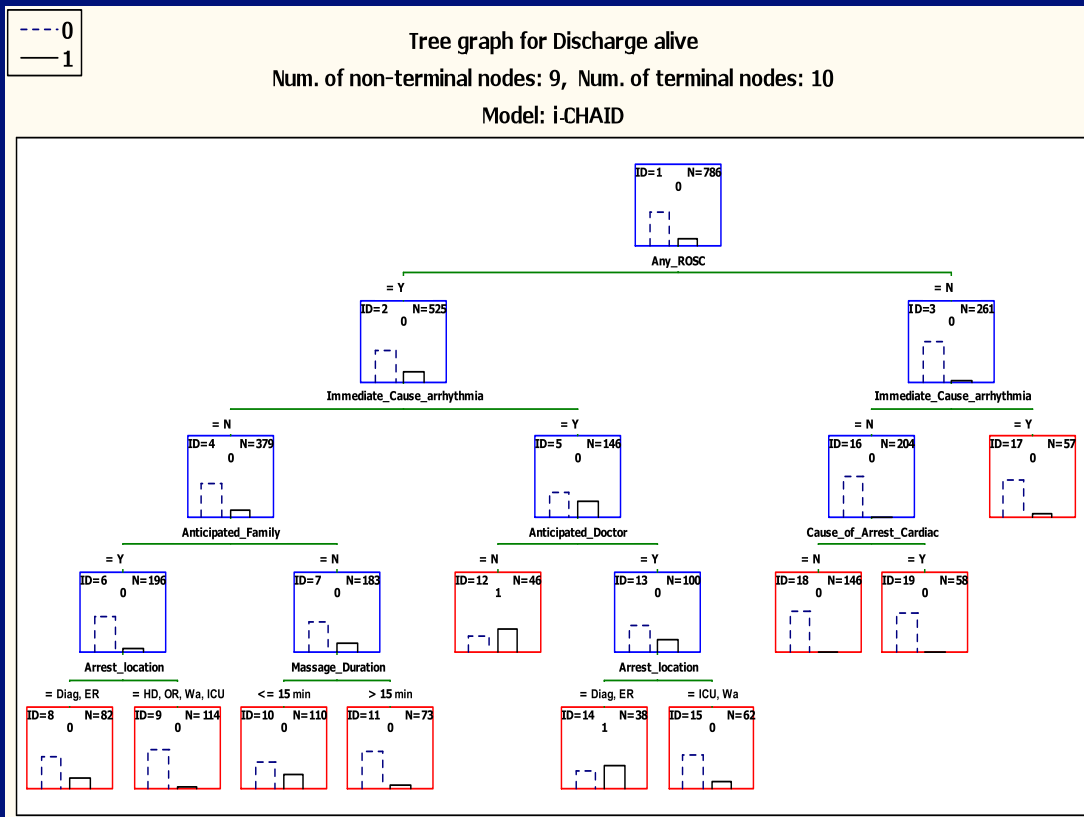 0
1
Tree graph for Discharge alive
Num. of non-terminal nodes: 9, Num. of terminal nodes: 10
Model: i-CHAID
ID=1 N=786
0
Any_ROSC
= Y = N
ID=2 N=525 ID=3 N=261
0 0
Immediate_Cause_arrhythmia Immediate_Cause_arrhythmia
= N = Y = N = Y
ID=4 N=379 ID=5 N=146 ID=16 N=204 ID=17 N=57
0 0 0 0
Anticipated_Family Anticipated_Doctor Cause_of_Arrest_Cardiac
= Y = N = N = Y = N = Y
ID=6 N=196 ID=7 N=183 ID=12 N=46 ID=13 N=100 ID=18 N=146 ID=19 N=58
0 0 1 0 0 0
Arrest_location Massage_Duration Arrest_location
= Diag, ER = HD, OR, Wa, ICU <= 15 min > 15 min = Diag, ER = ICU, Wa
ID=8 N=82 ID=9 N=114 ID=10 N=110 ID=11 N=73 ID=14 N=38 ID=15 N=62
0 0 0 0 1 0